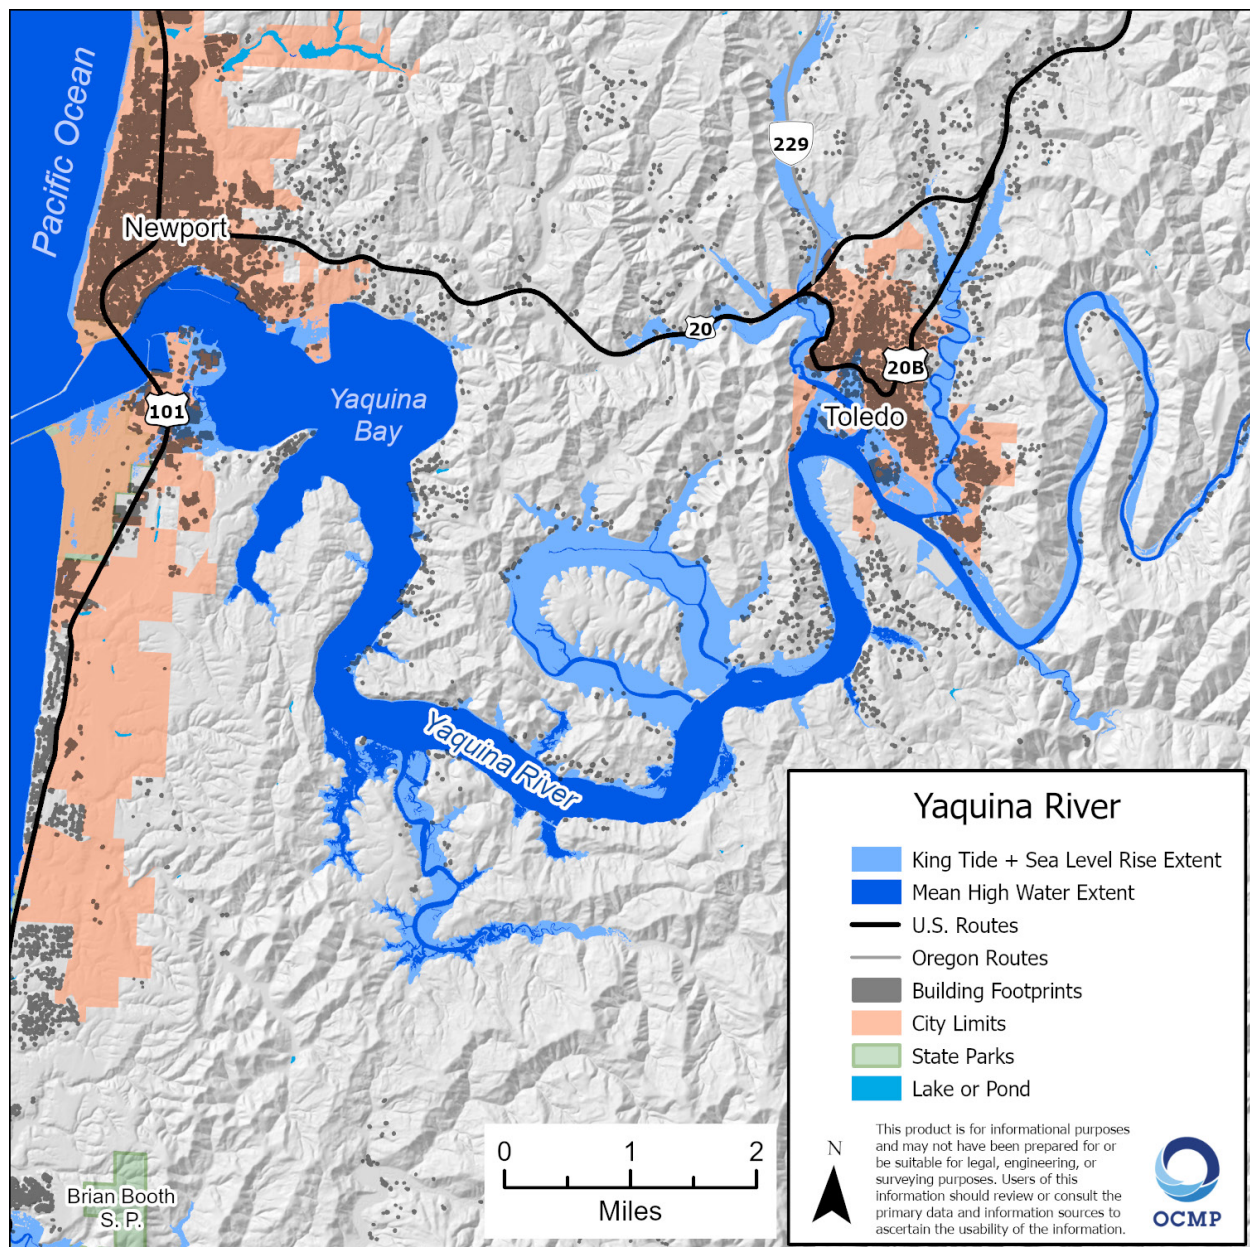 Pacific Ocean
229
Newport
20
20B
Yaquina
Bay
101
Toledo
Yaquina River
Yaquina River
King Tide + Sea Level Rise Extent
Mean High Water Extent
U.S. Routes
Oregon Routes
Building Footprints
City Limits
State Parks
Lake or Pond
This product is for informational purposes
and may not have been prepared for or
be suitable for legal, engineering, or
surveying purposes. Users of this
information should review or consult the
primary data and information sources to
ascertain the usability of the information.
N
OCMP
0 1 2
Miles
Brian Booth
S. P.